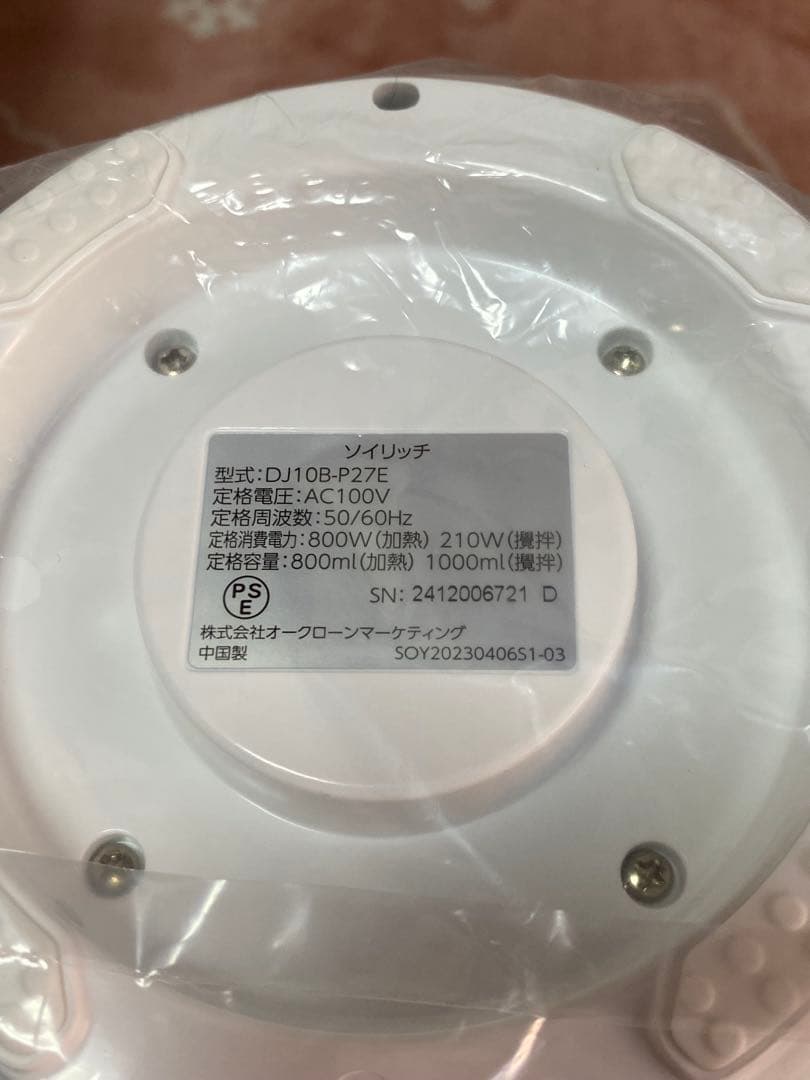 ソイリッチ
型式:DJ10B-P27E
定格電圧:AC100V
定格周波数:50/60Hz
定格消費電力:800W(加熱) 210W(攪拌)
定格容量:800ml(加熱) 1000ml(攪拌)
PS
E
SN: 2412006721 D
株式会社オークローンマーケティング
中国製 SOY20230406S1-03